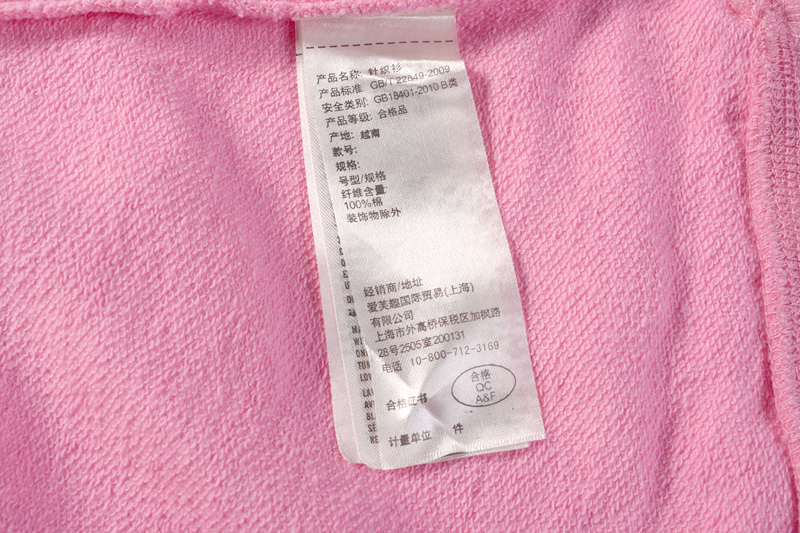 产品名称: 针织衫
产品标准: GB/T 22849-2009
安全类别: GB18401-2010 B类
产品等级: 合格品
产地: 越南
款号:
规格:
号型/规格
纤维含量
100%棉
装饰物除外
经销商/地址
爱芙趣国际贸易(上海)
有限公司
上海市外高桥保税区加枫路
28号2505室200131
电话 10-800-712-3169
合格证书
合格
QC
A&F
计量单位 件